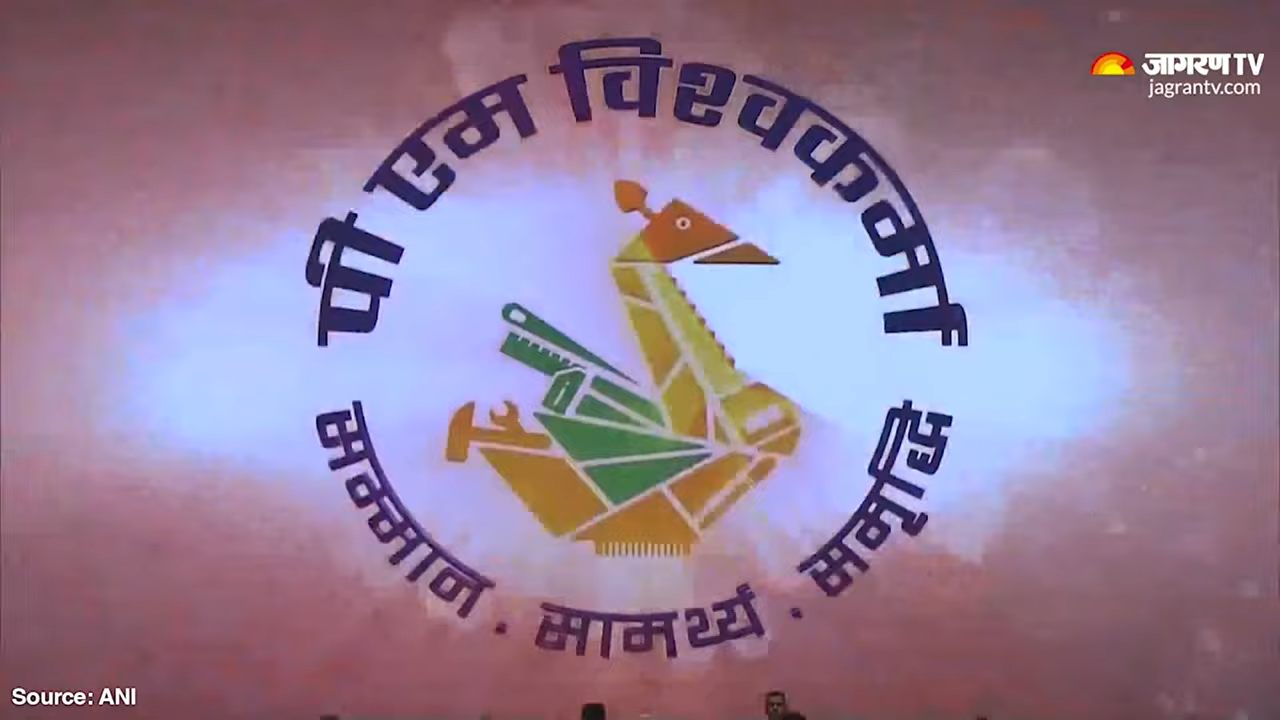 पी एम विश्वकर्मा
सम्मान . सामर्थ्य . समृद्धि
जागरण TV
jagrantv.com
Source: ANI